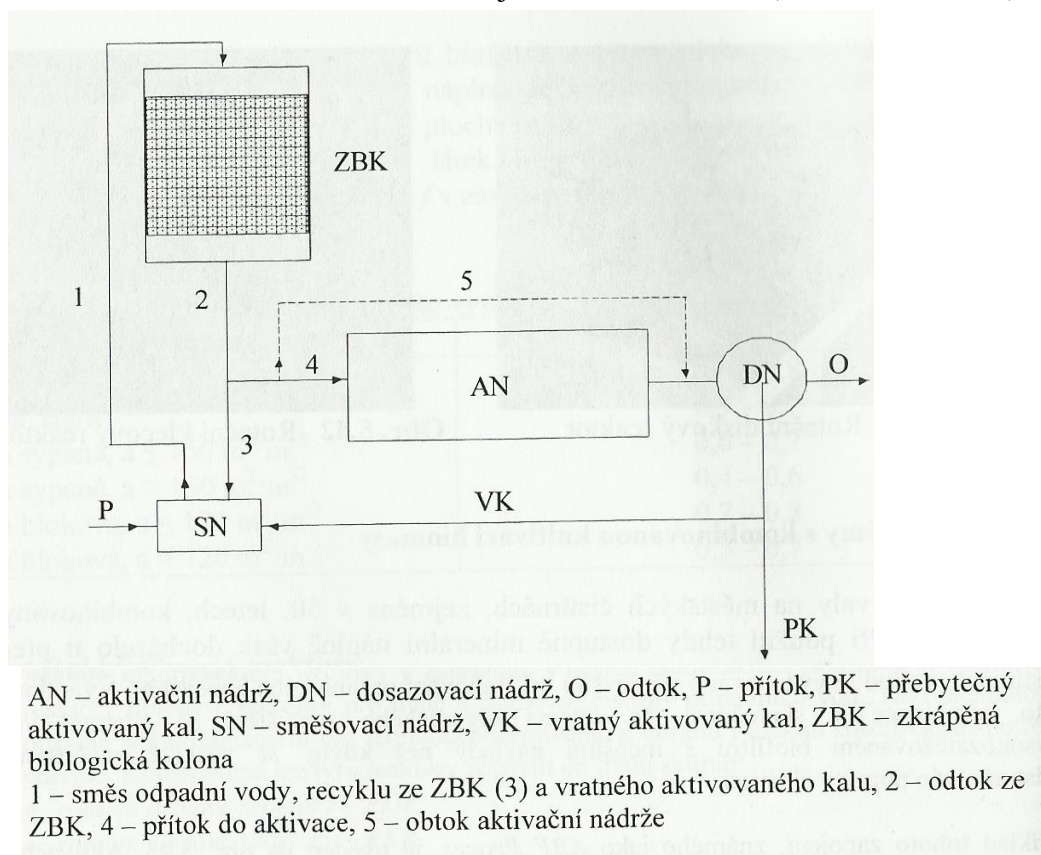 ZBK
1
2
5
4
AN
DN
O
3
P
SN
VK
PK
AN – aktivační nádrž, DN – dosazovací nádrž, O – odtok, P – přítok, PK – přebytečný
aktivovaný kal, SN – směšovací nádrž, VK – vratný aktivovaný kal, ZBK – zkrápěná
biologická kolona
1 – směs odpadní vody, recyklu ze ZBK (3) a vratného aktivovaného kalu, 2 – odtok ze
ZBK, 4 – přítok do aktivace, 5 – obtok aktivační nádrže